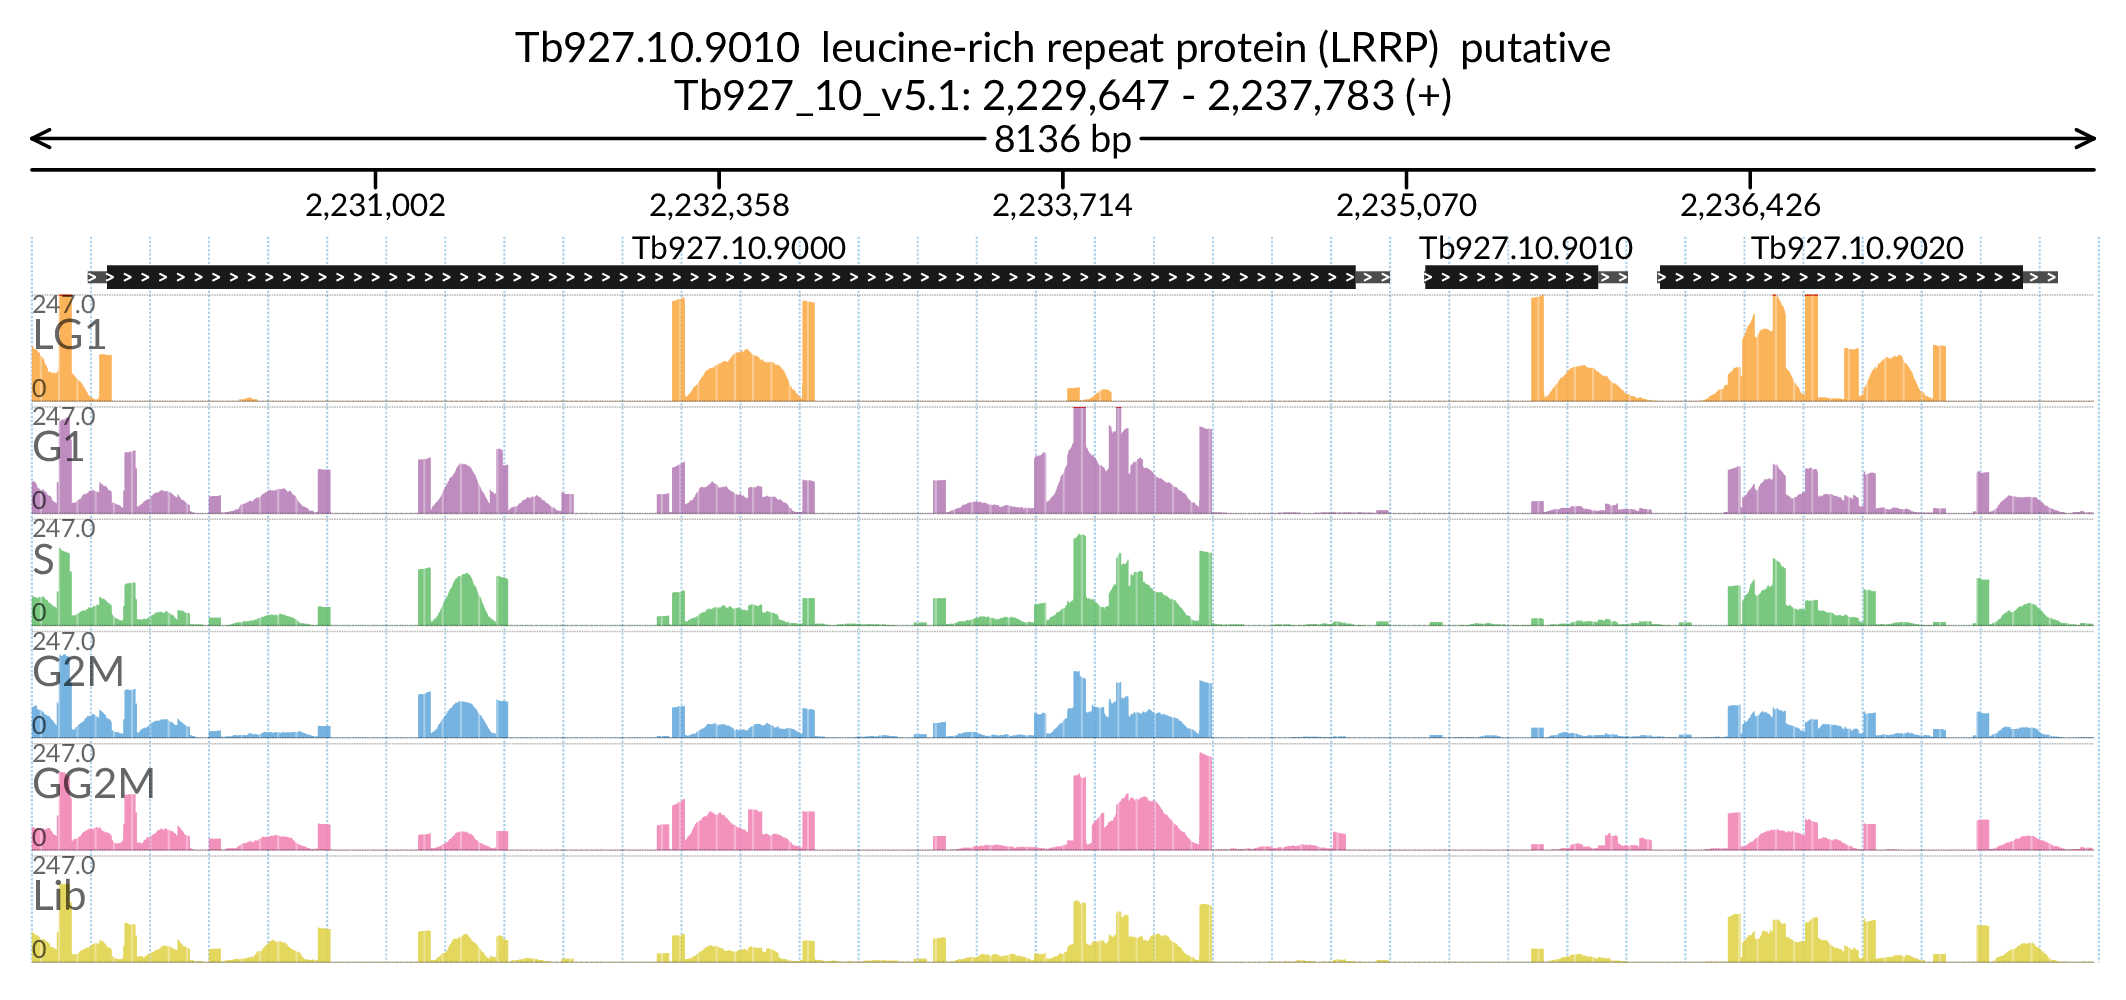 Tb927.10.9010  leucine-rich repeat protein (LRRP)  putative
Tb927_10_v5.1: 2,229,647 - 2,237,783 (+)
8136 bp
2,231,002 2,232,358 2,233,714 2,235,070 2,236,426
Tb927.10.9000 Tb927.10.9010 Tb927.10.9020
247.0
LG1
0
247.0
G1
0
247.0
S
0
247.0
G2M
0
247.0
GG2M
0
247.0
Lib
0